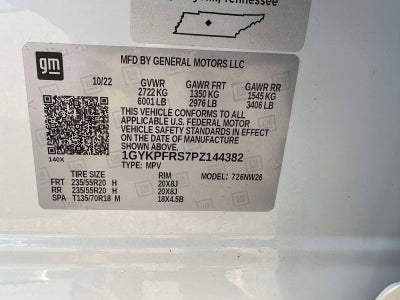 Tennessee
gm
MFD BY GENERAL MOTORS LLC
10/22 GVWR GAWR FRT GAWR RR
2722 KG 1350 KG 1545 KG
6001 LB 2976 LB 3406 LB
THIS VEHICLE CONFORMS TO ALL
APPLICABLE U.S. FEDERAL MOTOR
VEHICLE SAFETY STANDARDS IN EFFECT
ON THE DATE OF MANUFACTURE
SHOWN ABOVE.
140X 1GYKPFRS7PZ144382
TYPE: MPV
TIRE SIZE RIM MODEL: 726NW26
FRT 235/55R20 H 20X8J
RR 235/55R20 H 20X8J
SPA T135/70R18 M 18X4.5B